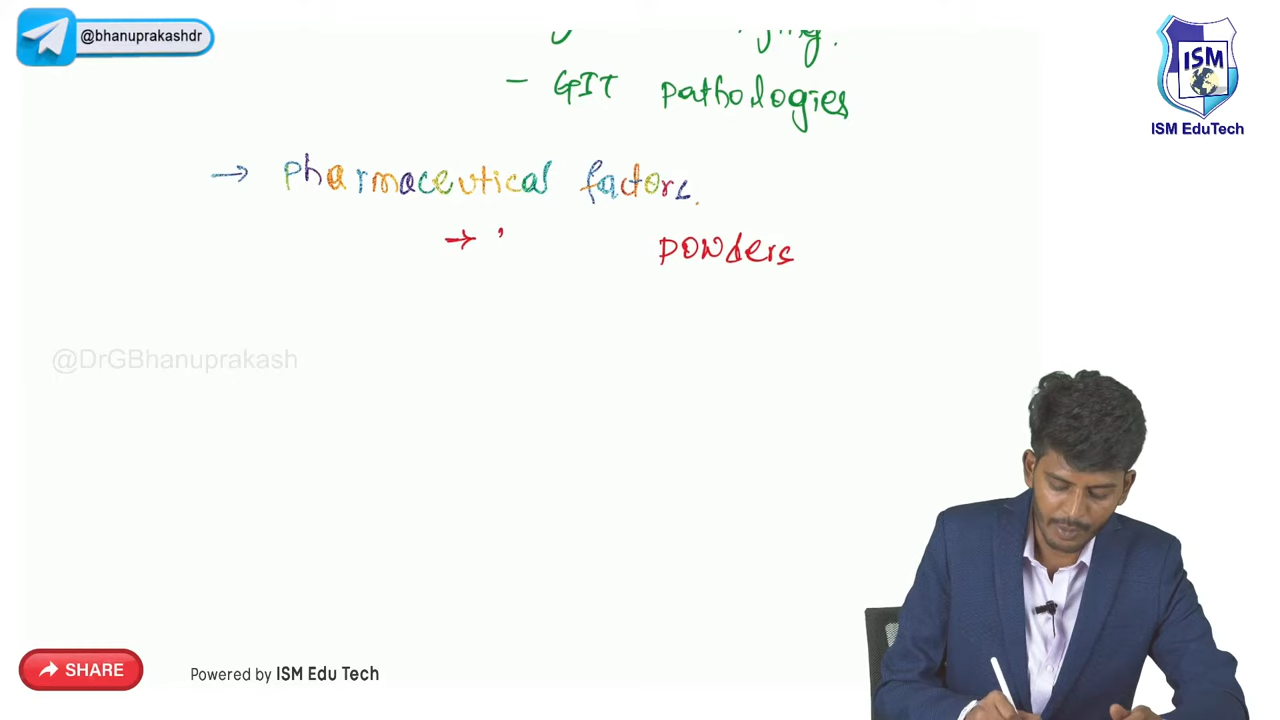 @bhanuprakashdr
ISM
ISM EduTech
- GIT pathologies
→ Pharmaceutical factors.
→ ' powders
@DrGBhanuprakash
SHARE
Powered by ISM Edu Tech